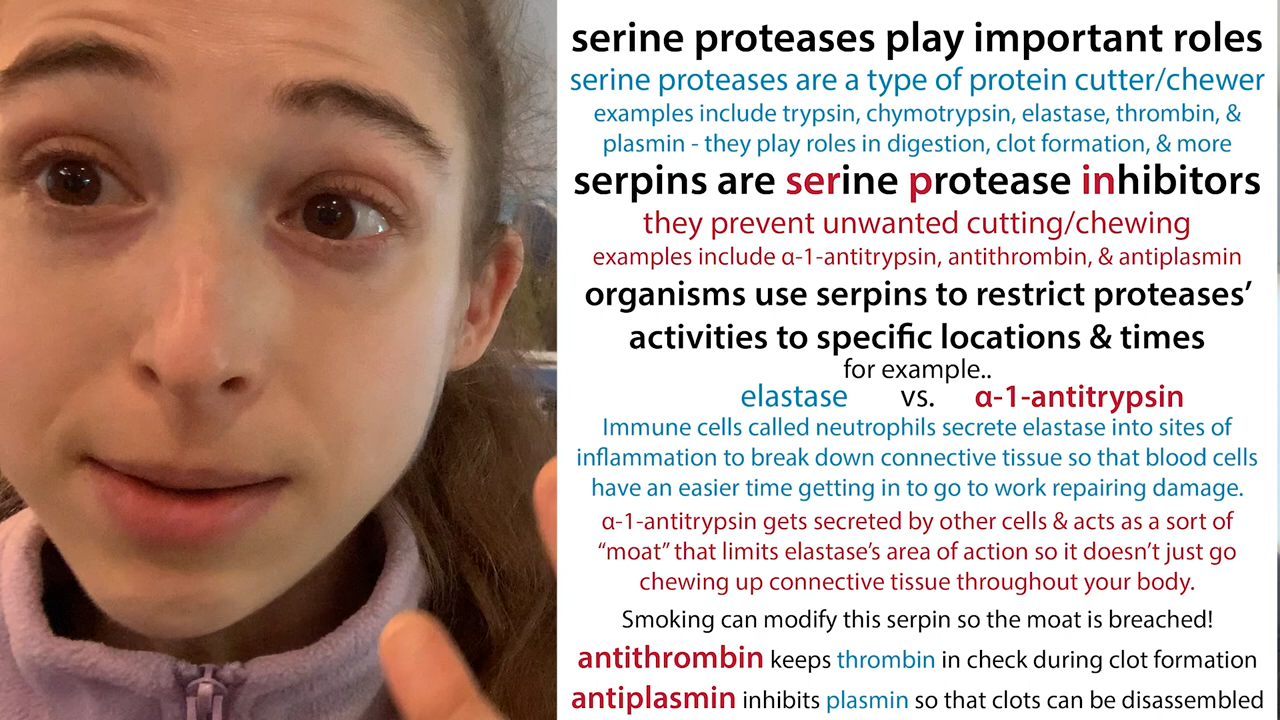 serine proteases play important roles
serine proteases are a type of protein cutter/chewer
examples include trypsin, chymotrypsin, elastase, thrombin, &
plasmin - they play roles in digestion, clot formation, & more
serpins are serine protease inhibitors
they prevent unwanted cutting/chewing
examples include α-1-antitrypsin, antithrombin, & antiplasmin
organisms use serpins to restrict proteases’
activities to specific locations & times
for example..
elastase vs. α-1-antitrypsin
Immune cells called neutrophils secrete elastase into sites of
inflammation to break down connective tissue so that blood cells
have an easier time getting in to go to work repairing damage.
α-1-antitrypsin gets secreted by other cells & acts as a sort of
“moat” that limits elastase’s area of action so it doesn’t just go
chewing up connective tissue throughout your body.
Smoking can modify this serpin so the moat is breached!
antithrombin keeps thrombin in check during clot formation
antiplasmin inhibits plasmin so that clots can be disassembled